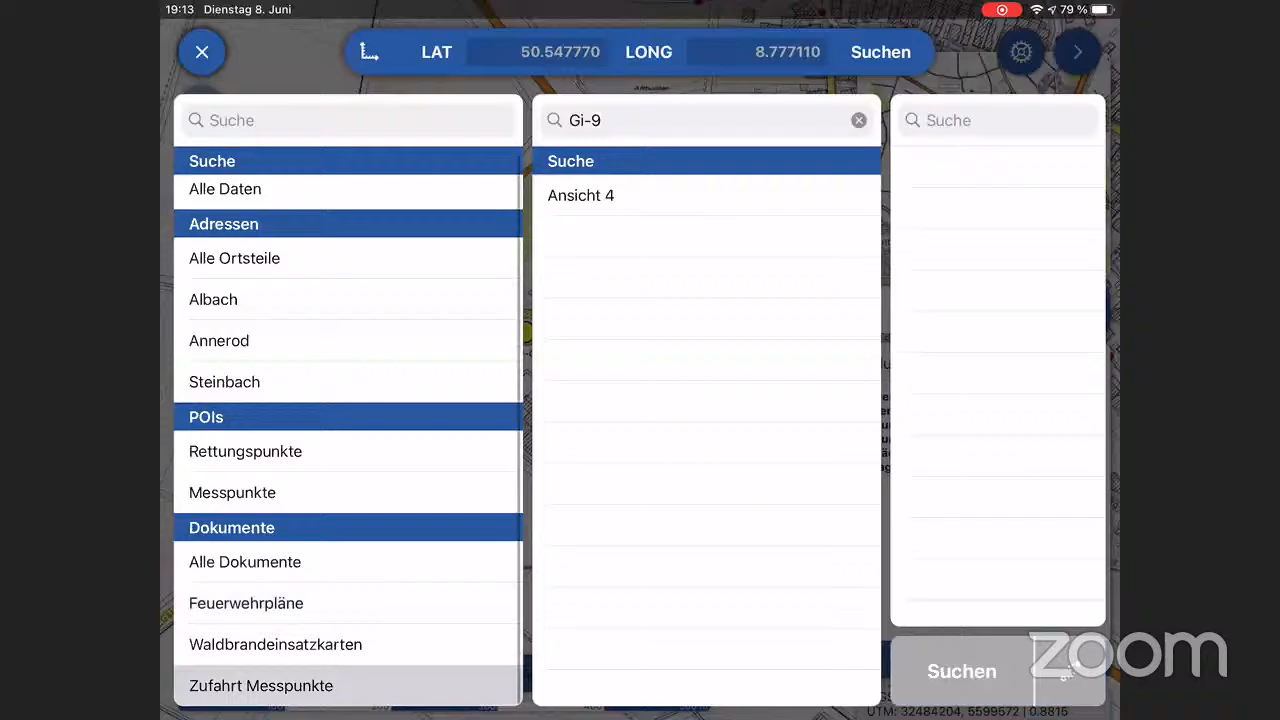 19:13 Dienstag 8. Juni
79 %
LAT 50.547770 LONG 8.777110 Suchen
Suche
Suche
Alle Daten
Adressen
Alle Ortsteile
Albach
Annerod
Steinbach
POIs
Rettungspunkte
Messpunkte
Dokumente
Alle Dokumente
Feuerwehrpläne
Waldbrandeinsatzkarten
Zufahrt Messpunkte
Gi-9
Suche
Ansicht 4
Suche
Suchen
zoom
UTM: 32484204, 5599572 | 0.8815